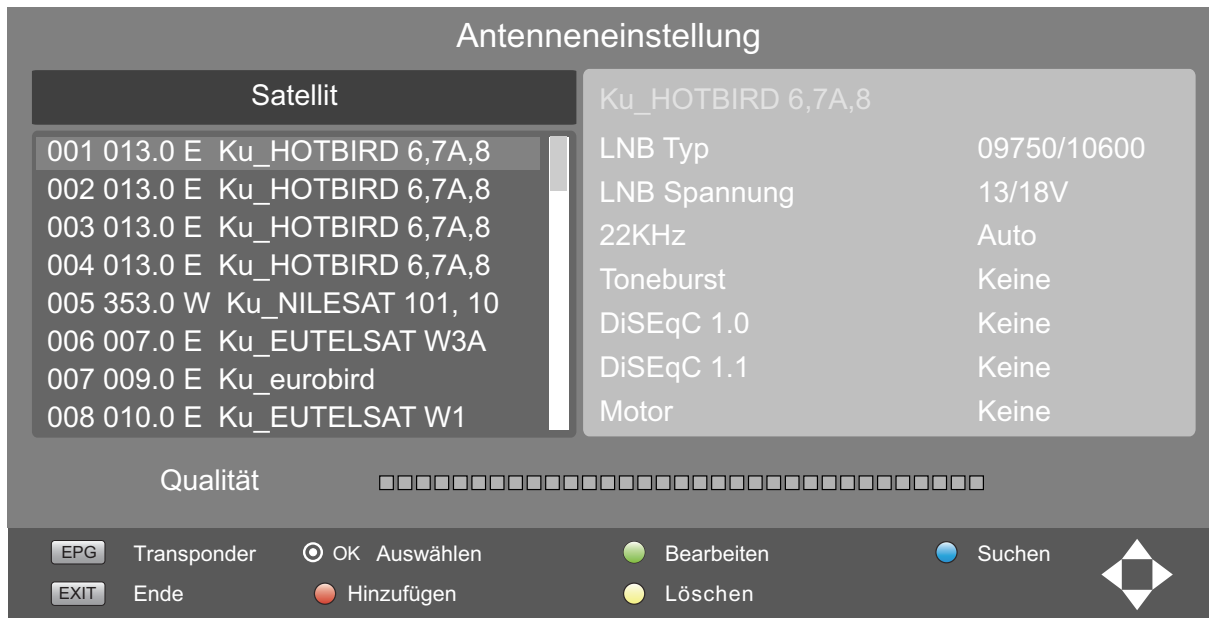 Antenneneinstellung
Satellit
001 013.0 E Ku_HOTBIRD 6,7A,8
002 013.0 E Ku_HOTBIRD 6,7A,8
003 013.0 E Ku_HOTBIRD 6,7A,8
004 013.0 E Ku_HOTBIRD 6,7A,8
005 353.0 W Ku_NILESAT 101, 10
006 007.0 E Ku_EUTELSAT W3A
007 009.0 E Ku_eurobird
008 010.0 E Ku_EUTELSAT W1
Ku_HOTBIRD 6,7A,8
LNB Typ 09750/10600
LNB Spannung 13/18V
22KHz Auto
Toneburst Keine
DiSEqC 1.0 Keine
DiSEqC 1.1 Keine
Motor Keine
Qualität
EPG Transponder OK Auswählen Bearbeiten Suchen
EXIT Ende Hinzufügen Löschen